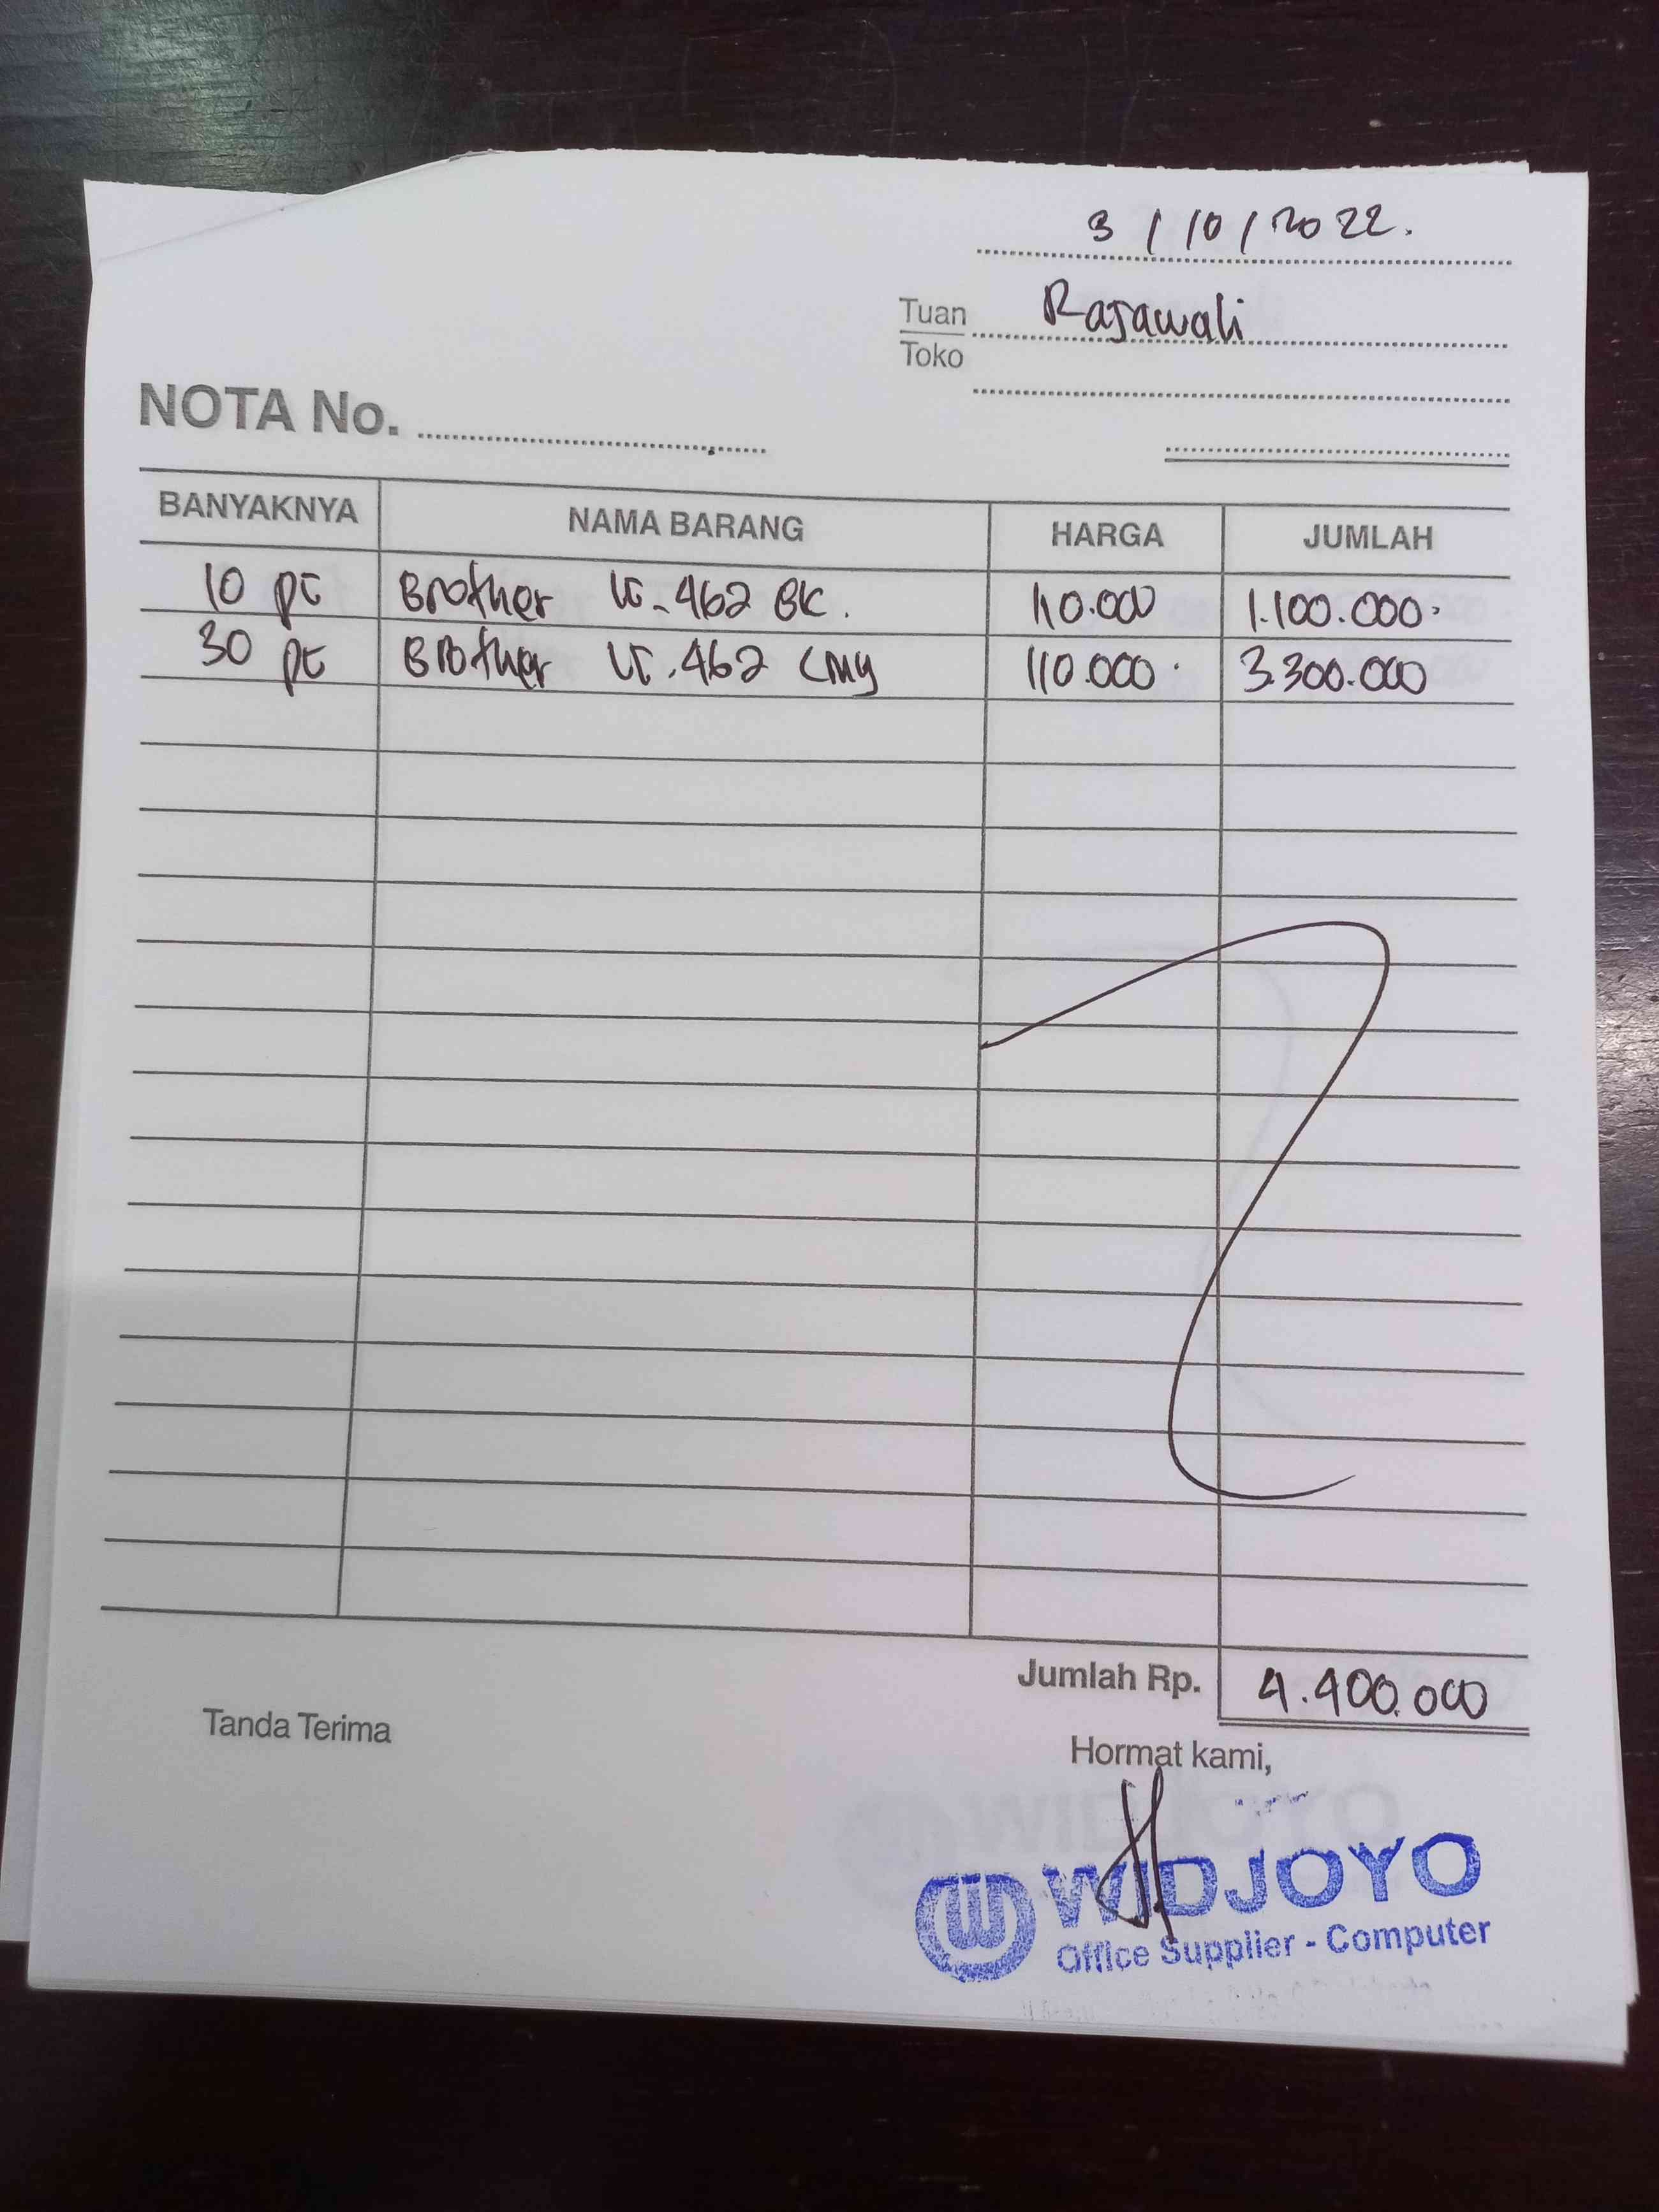 3 / 10 / 2022.
Tuan Rajawali
Toko
NOTA No.
BANYAKNYA NAMA BARANG HARGA JUMLAH
10 pc Brother LC-462 BK. 110.000 1.100.000.
30 pc Brother LC.462 CMY 110.000. 3.300.000
Jumlah Rp. 4.400.000
Tanda Terima
Hormat kami,
WIDJOYO
Office Supplier - Computer